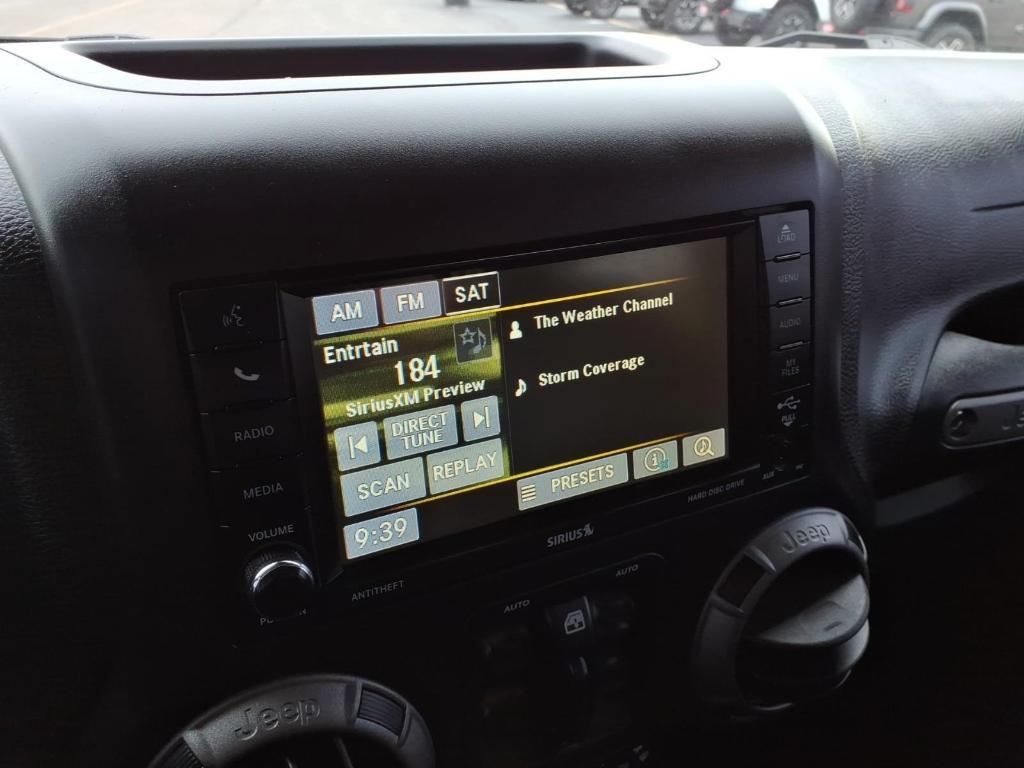 LOAD
MENU
AUDIO
MY
FILES
PULL
AUX
RADIO
MEDIA
VOLUME
AM FM SAT
Entrtain
184
SiriusXM Preview
DIRECT
TUNE
SCAN REPLAY
9:39
The Weather Channel
Storm Coverage
PRESETS
HARD DISC DRIVE
SIRIUS
ANTITHEFT
AUTO AUTO
Jeep
Jeep